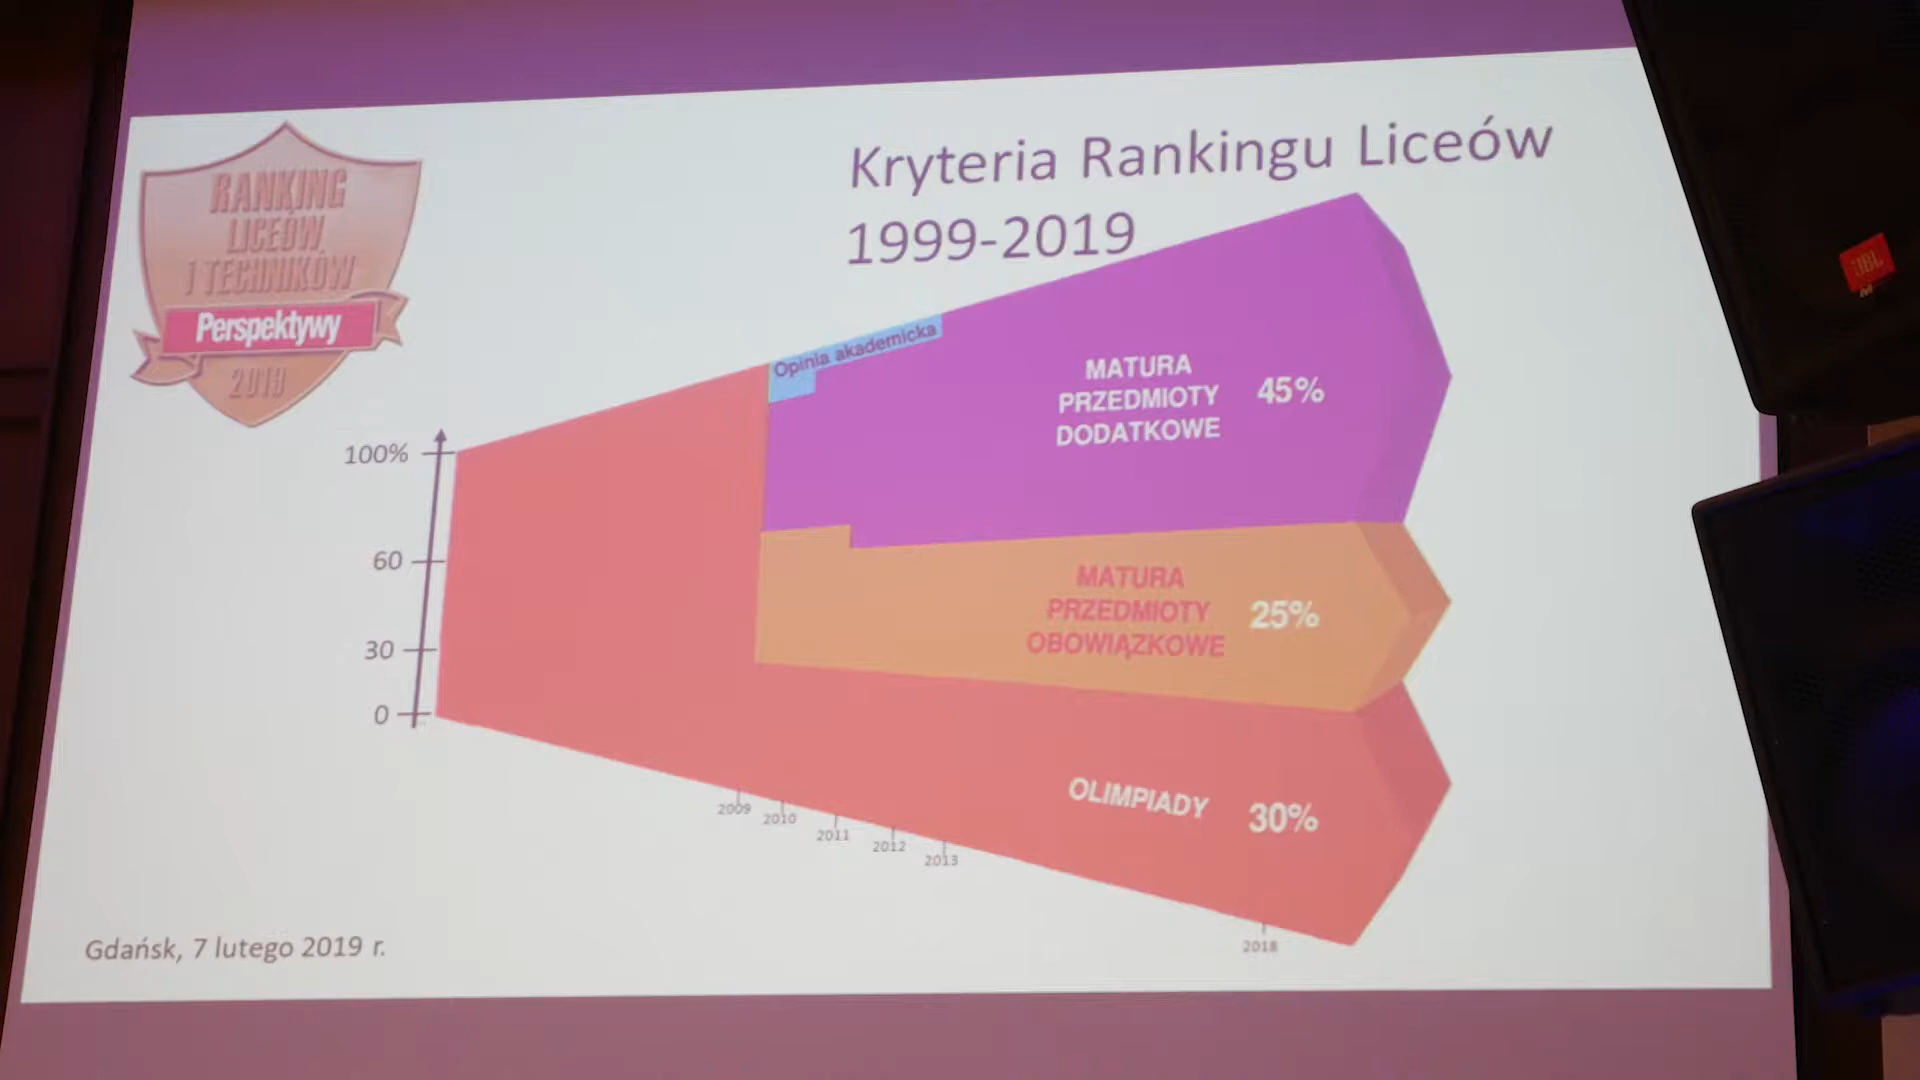 RANKING
LICEÓW
I TECHNIKÓW
Perspektywy
2019
Kryteria Rankingu Liceów
1999-2019
Opinia akademicka
MATURA
PRZEDMIOTY
DODATKOWE
45%
100%
60
30
0
MATURA
PRZEDMIOTY
OBOWIĄZKOWE
25%
OLIMPIADY
30%
2009
2010
2011
2012
2013
2018
Gdańsk, 7 lutego 2019 r.
JBL